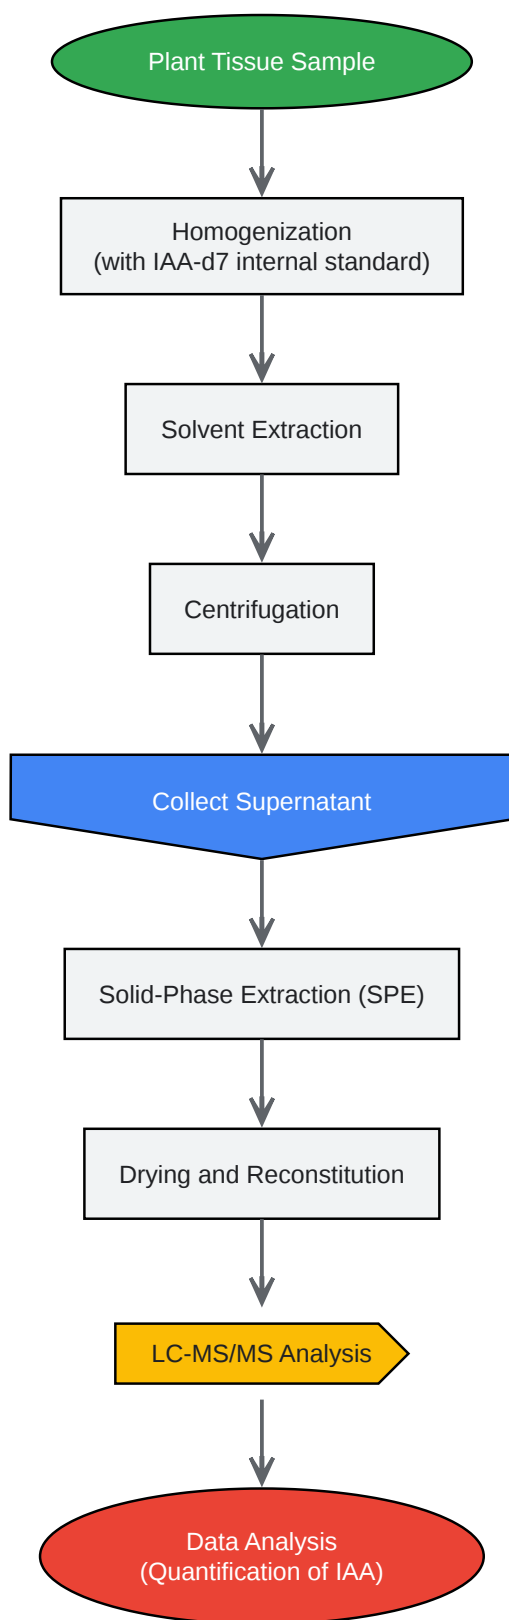 Plant Tissue Sample
Homogenization
(with IAA-d7 internal standard)
Solvent Extraction
Centrifugation
Collect Supernatant
Solid-Phase Extraction (SPE)
Drying and Reconstitution
LC-MS/MS Analysis
Data Analysis
(Quantification of IAA)